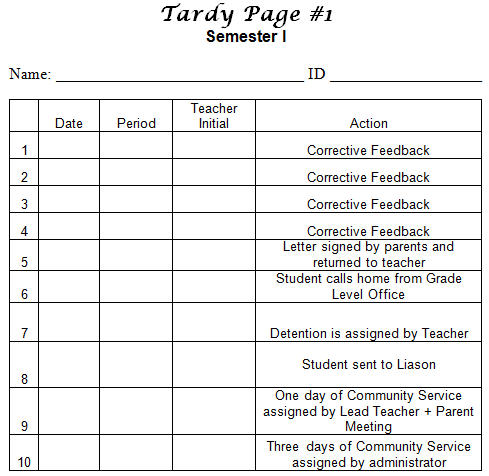 Tardy Page #1
Semester I
Name: _______________________________ ID ___________________
Teacher
Date Period Initial Action
1 Corrective Feedback
2 Corrective Feedback
3 Corrective Feedback
4 Corrective Feedback
Letter signed by parents and
5 returned to teacher
Student calls home from Grade
6 Level Office
7 Detention is assigned by Teacher
Student sent to Liason
8
One day of Community Service
assigned by Lead Teacher + Parent
9 Meeting
Three days of Community Service
10 assigned by administrator